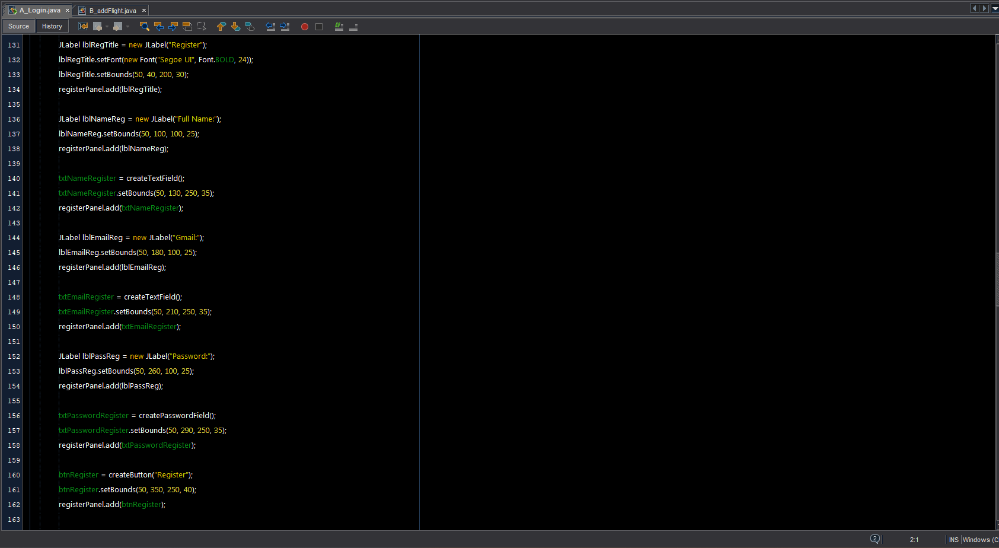 A_Login.java × B_addFlight.java ×
Source History
131 JLabel lblRegTitle = new JLabel("Register");
132 lblRegTitle.setFont(new Font("Segoe UI", Font.BOLD, 24));
133 lblRegTitle.setBounds(50, 40, 200, 30);
134 registerPanel.add(lblRegTitle);
135
136 JLabel lblNameReg = new JLabel("Full Name:");
137 lblNameReg.setBounds(50, 100, 100, 25);
138 registerPanel.add(lblNameReg);
139
140 txtNameRegister = createTextField();
141 txtNameRegister.setBounds(50, 130, 250, 35);
142 registerPanel.add(txtNameRegister);
143
144 JLabel lblEmailReg = new JLabel("Gmail:");
145 lblEmailReg.setBounds(50, 180, 100, 25);
146 registerPanel.add(lblEmailReg);
147
148 txtEmailRegister = createTextField();
149 txtEmailRegister.setBounds(50, 210, 250, 35);
150 registerPanel.add(txtEmailRegister);
151
152 JLabel lblPassReg = new JLabel("Password:");
153 lblPassReg.setBounds(50, 260, 100, 25);
154 registerPanel.add(lblPassReg);
155
156 txtPasswordRegister = createPasswordField();
157 txtPasswordRegister.setBounds(50, 290, 250, 35);
158 registerPanel.add(txtPasswordRegister);
159
160 btnRegister = createButton("Register");
161 btnRegister.setBounds(50, 350, 250, 40);
162 registerPanel.add(btnRegister);
163
2 2:1 INS Windows (C